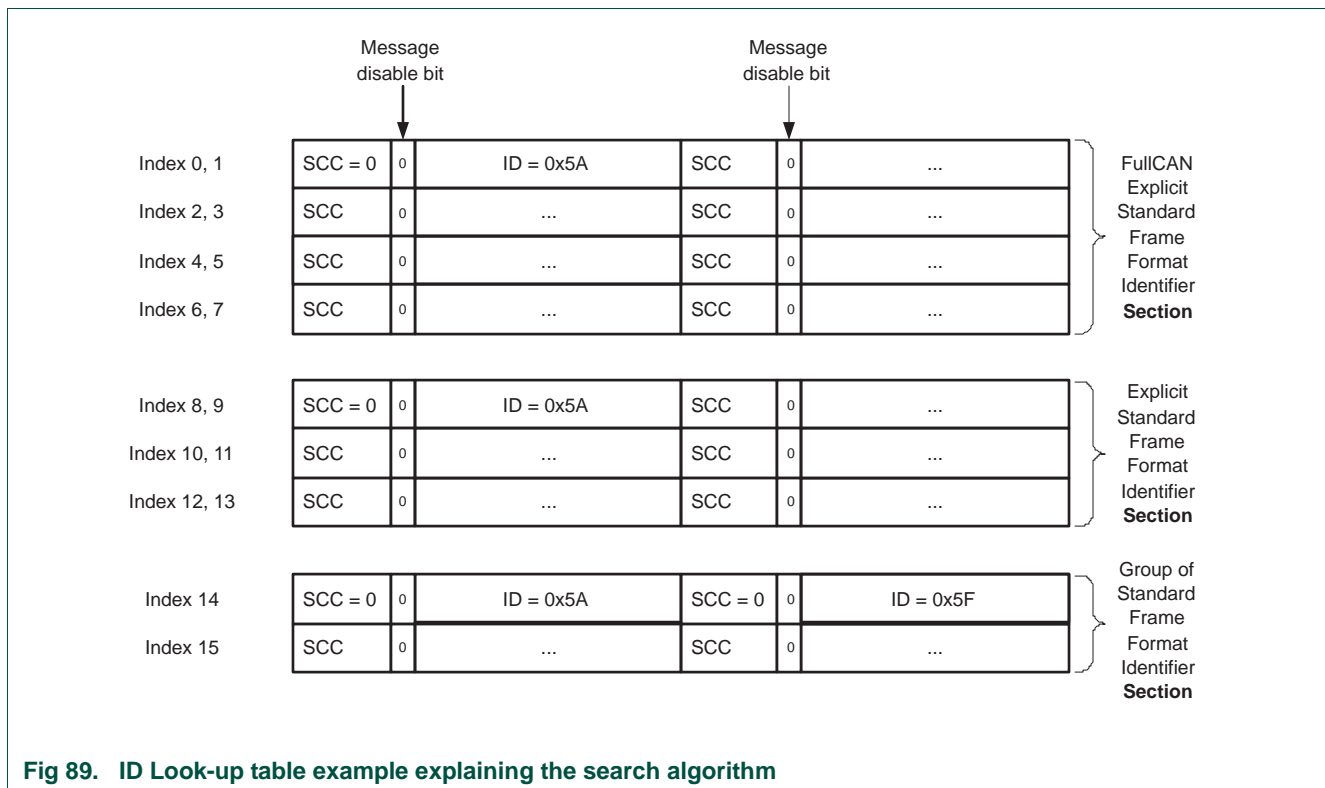 Message
disable bit
Message
disable bit
Index 0, 1
SCC = 0 0 ID = 0x5A SCC 0 ...
Index 2, 3
SCC 0 ... SCC 0 ...
Index 4, 5
SCC 0 ... SCC 0 ...
Index 6, 7
SCC 0 ... SCC 0 ...
FullCAN
Explicit
Standard
Frame
Format
Identifier
Section
Index 8, 9
SCC = 0 0 ID = 0x5A SCC 0 ...
Index 10, 11
SCC 0 ... SCC 0 ...
Index 12, 13
SCC 0 ... SCC 0 ...
Explicit
Standard
Frame
Format
Identifier
Section
Index 14
SCC = 0 0 ID = 0x5A SCC = 0 0 ID = 0x5F
Index 15
SCC 0 ... SCC 0 ...
Group of
Standard
Frame
Format
Identifier
Section
Fig 89. ID Look-up table example explaining the search algorithm